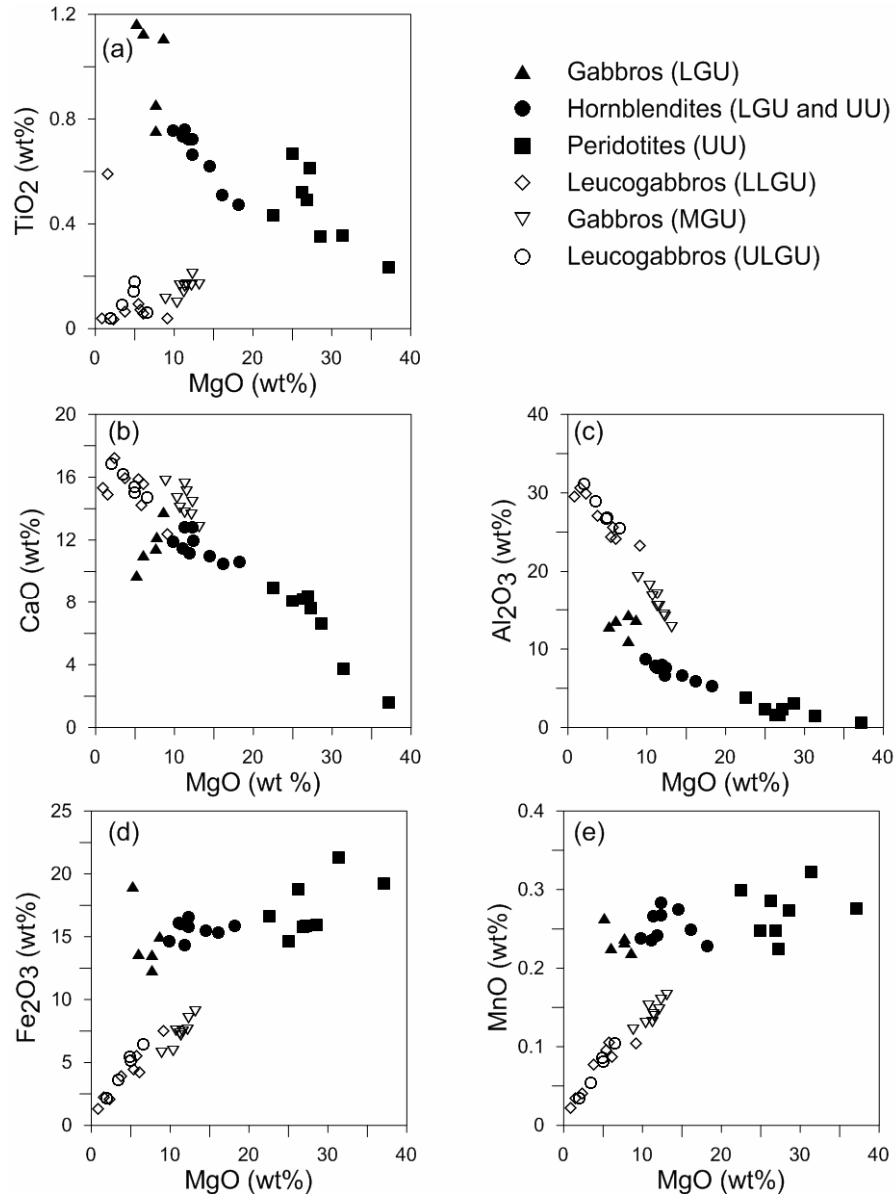 (a)
TiO2 (wt%)
1.2
0.8
0.4
0
0 10 20 30 40
MgO (wt%)
Gabbros (LGU)
Hornblendites (LGU and UU)
Peridotites (UU)
Leucogabbros (LLGU)
Gabbros (MGU)
Leucogabbros (ULGU)
(b)
CaO (wt%)
20
16
12
8
4
0
0 10 20 30 40
MgO (wt %)
(c)
Al2O3 (wt%)
40
30
20
10
0
0 10 20 30 40
MgO (wt%)
(d)
Fe2O3 (wt%)
25
20
15
10
5
0
0 10 20 30 40
MgO (wt%)
(e)
MnO (wt%)
0.4
0.3
0.2
0.1
0
0 10 20 30 40
MgO (wt%)